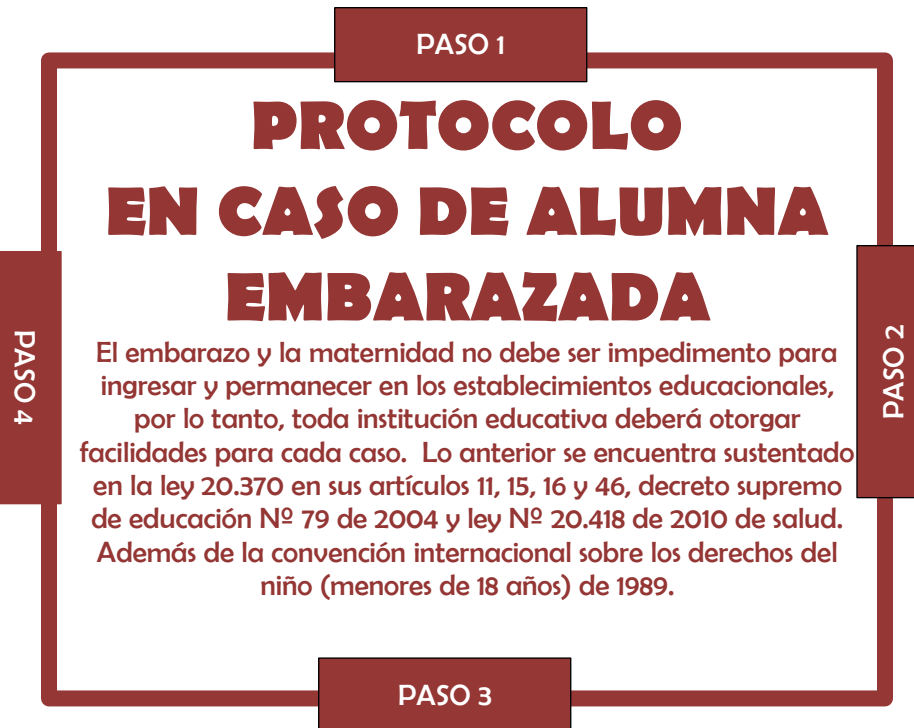 PASO 1
PROTOCOLO
EN CASO DE ALUMNA
EMBARAZADA
El embarazo y la maternidad no debe ser impedimento para
ingresar y permanecer en los establecimientos educacionales,
por lo tanto, toda institución educativa deberá otorgar
facilidades para cada caso.  Lo anterior se encuentra sustentado
en la ley 20.370 en sus artículos 11, 15, 16 y 46, decreto supremo
de educación Nº 79 de 2004 y ley Nº 20.418 de 2010 de salud.
Además de la convención internacional sobre los derechos del
niño (menores de 18 años) de 1989.
PASO 2
PASO 3
PASO 4